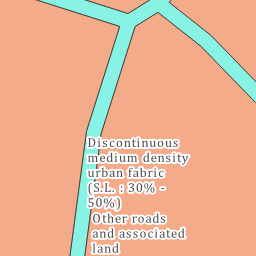 Discontinuous
medium density
urban fabric
(S.L. : 30% -
50%)
Other roads
and associated
land